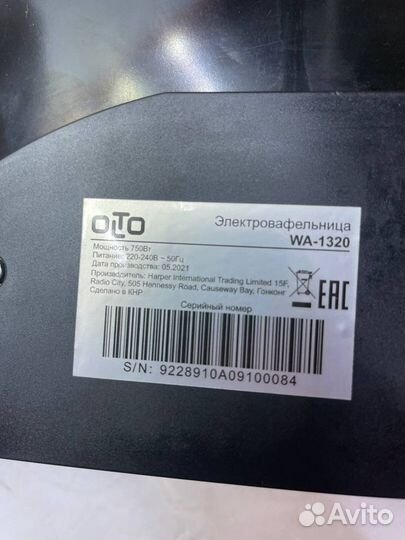 OLTO
Электровафельница
WA-1320
Мощность 750Вт
Питание: 220-240В ~ 50Гц
Дата производства: 05.2021
Производитель: Harper International Trading Limited 15F,
Radio City, 505 Hennessy Road, Causeway Bay, Гонконг
Сделано в КНР
EAC
Серийный номер
S/N: 9228910A09100084
Avito